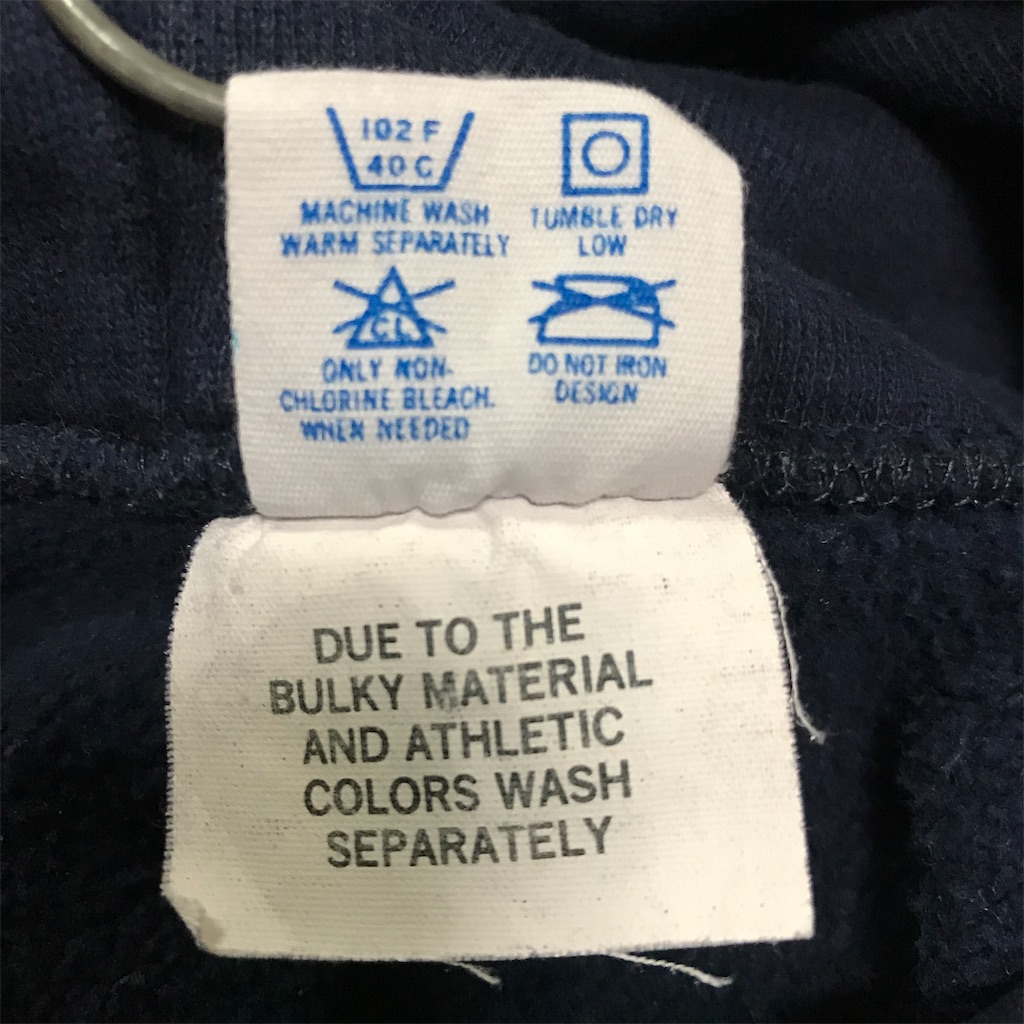 102 F
40 C
MACHINE WASH
WARM SEPARATELY
TUMBLE DRY
LOW
CL
ONLY NON-
CHLORINE BLEACH.
WHEN NEEDED
DO NOT IRON
DESIGN
DUE TO THE
BULKY MATERIAL
AND ATHLETIC
COLORS WASH
SEPARATELY